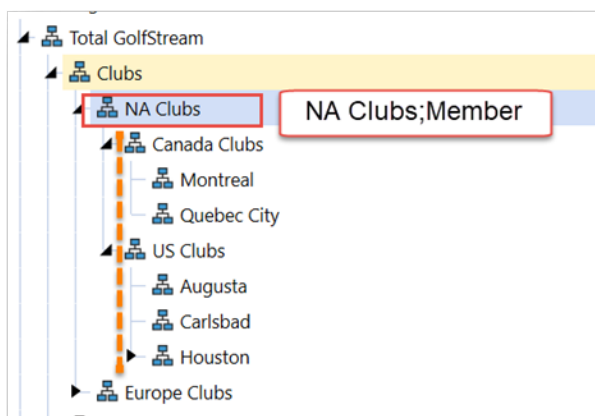 Total GolfStream
Clubs
NA Clubs NA Clubs;Member
Canada Clubs
Montreal
Quebec City
US Clubs
Augusta
Carlsbad
Houston
Europe Clubs